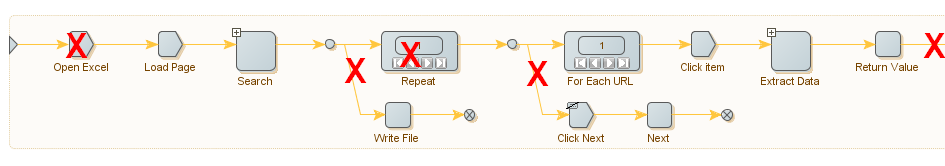 1
1
Open Excel
Load Page
Search
Repeat
For Each URL
Click item
Extract Data
Return Value
Write File
Click Next
Next